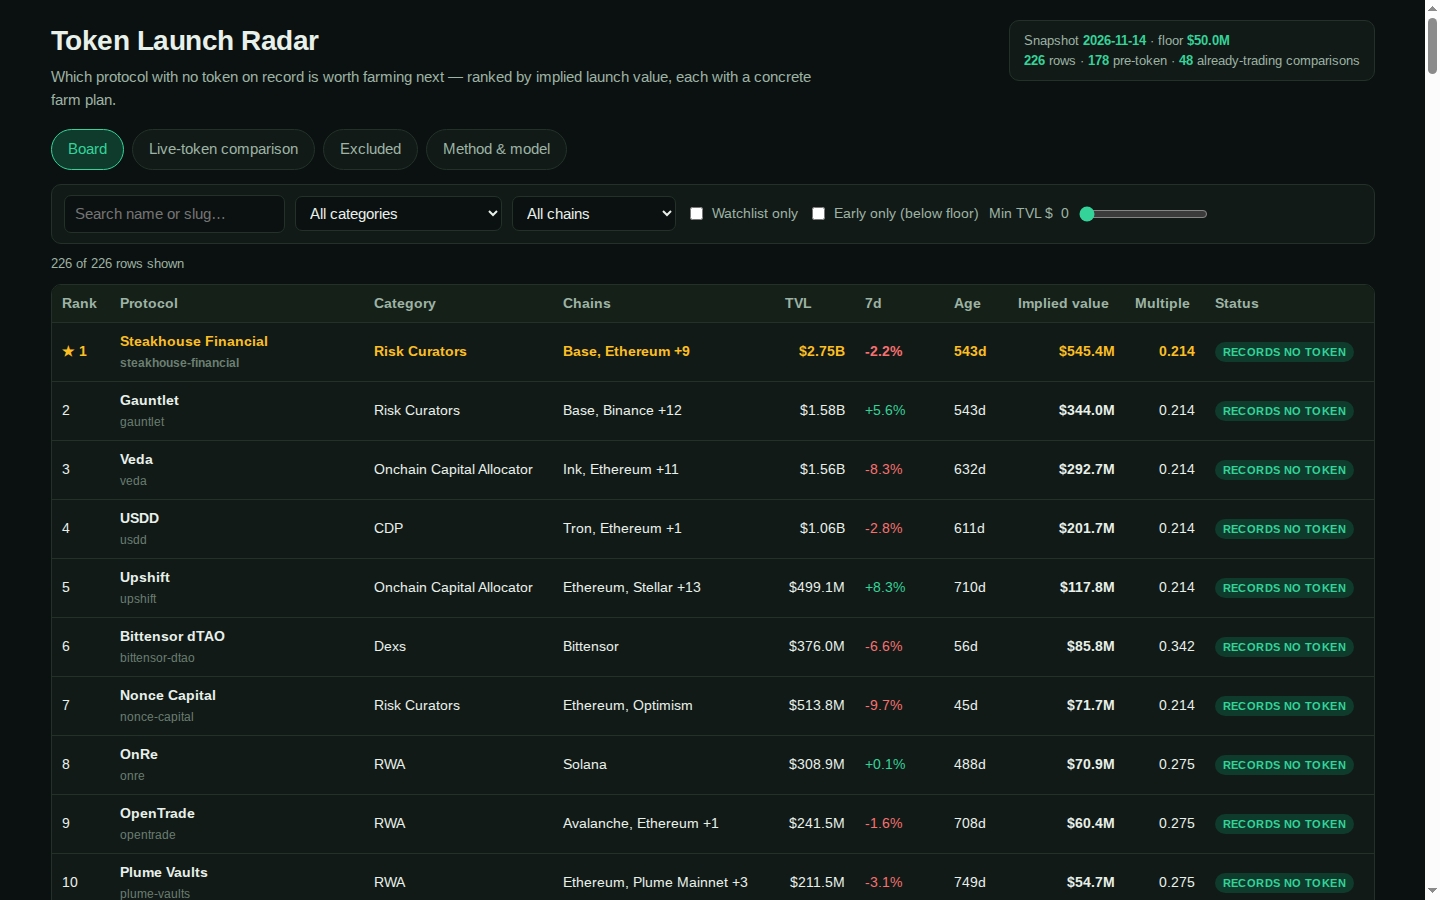 Token Launch Radar
Which protocol with no token on record is worth farming next — ranked by implied launch value, each with a concrete
farm plan.
Snapshot 2026-11-14 · floor $50.0M
226 rows · 178 pre-token · 48 already-trading comparisons
Board Live-token comparison Excluded Method & model
Search name or slug… All categories All chains Watchlist only Early only (below floor) Min TVL $ 0
226 of 226 rows shown
Rank Protocol Category Chains TVL 7d Age Implied value Multiple Status
★ 1 Steakhouse Financial Risk Curators Base, Ethereum +9 $2.75B -2.2% 543d $545.4M 0.214 RECORDS NO TOKEN
steakhouse-financial
2 Gauntlet Risk Curators Base, Binance +12 $1.58B +5.6% 543d $344.0M 0.214 RECORDS NO TOKEN
gauntlet
3 Veda Onchain Capital Allocator Ink, Ethereum +11 $1.56B -8.3% 632d $292.7M 0.214 RECORDS NO TOKEN
veda
4 USDD CDP Tron, Ethereum +1 $1.06B -2.8% 611d $201.7M 0.214 RECORDS NO TOKEN
usdd
5 Upshift Onchain Capital Allocator Ethereum, Stellar +13 $499.1M +8.3% 710d $117.8M 0.214 RECORDS NO TOKEN
upshift
6 Bittensor dTAO Dexs Bittensor $376.0M -6.6% 56d $85.8M 0.342 RECORDS NO TOKEN
bittensor-dtao
7 Nonce Capital Risk Curators Ethereum, Optimism $513.8M -9.7% 45d $71.7M 0.214 RECORDS NO TOKEN
nonce-capital
8 OnRe RWA Solana $308.9M +0.1% 488d $70.9M 0.275 RECORDS NO TOKEN
onre
9 OpenTrade RWA Avalanche, Ethereum +1 $241.5M -1.6% 708d $60.4M 0.275 RECORDS NO TOKEN
opentrade
10 Plume Vaults RWA Ethereum, Plume Mainnet +3 $211.5M -3.1% 749d $54.7M 0.275 RECORDS NO TOKEN
plume-vaults